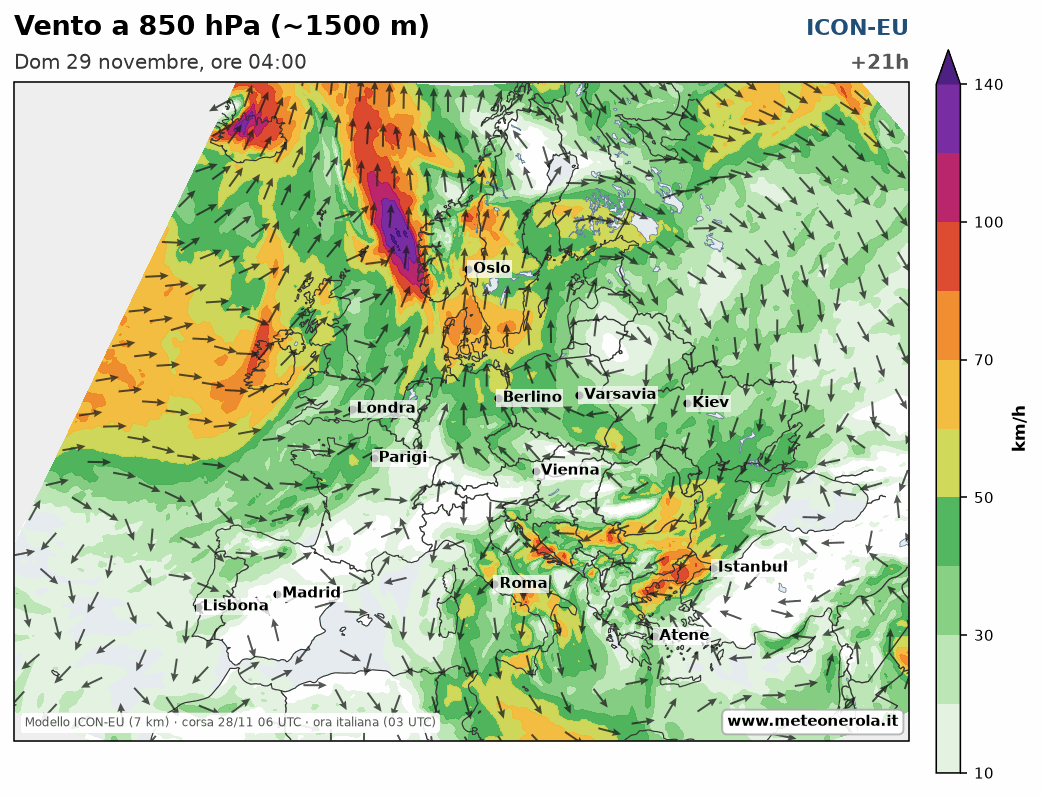 Vento a 850 hPa (~1500 m)
ICON-EU
Dom 29 novembre, ore 04:00
+21h
140
100
70
50
30
10
km/h
Oslo
Londra
Berlino
Varsavia
Kiev
Parigi
Vienna
Istanbul
Roma
Madrid
Lisbona
Atene
Modello ICON-EU (7 km) · corsa 28/11 06 UTC · ora italiana (03 UTC)
www.meteonerola.it